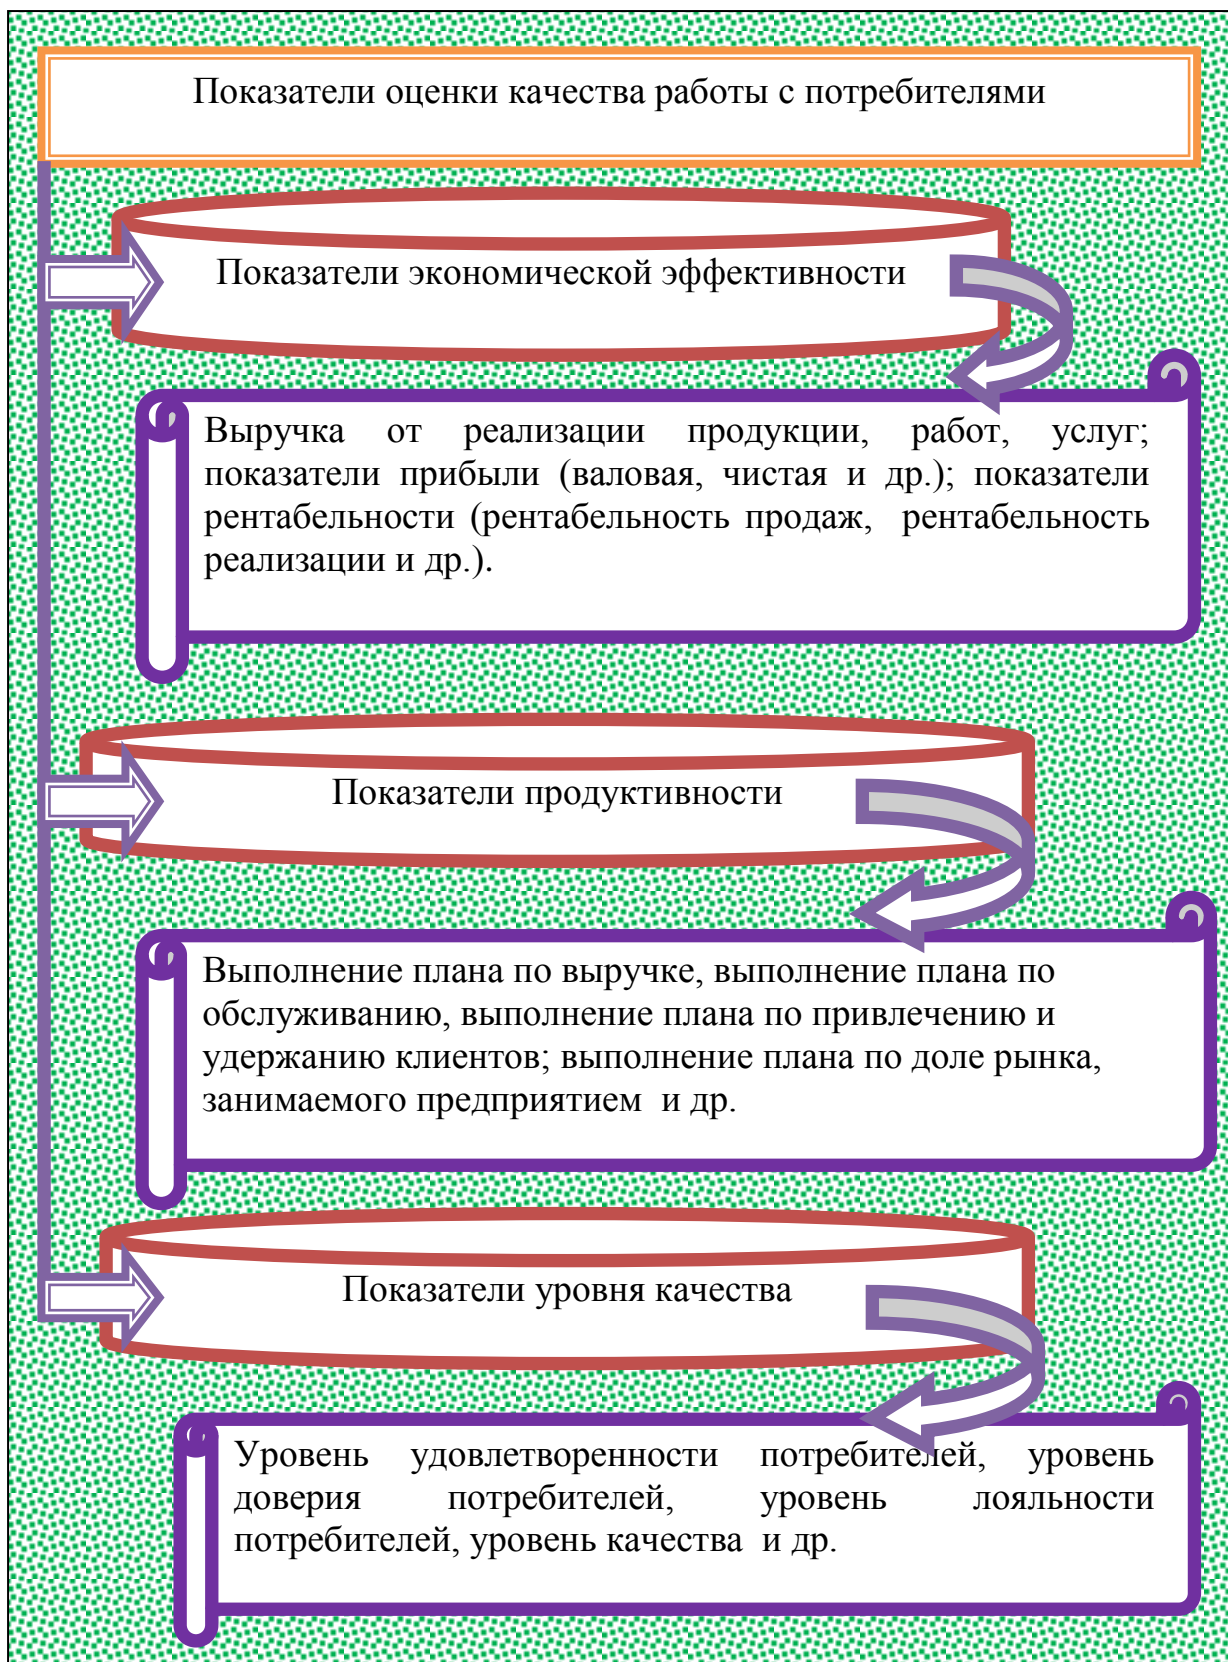 Показатели оценки качества работы с потребителями
Показатели экономической эффективности
Выручка от реализации продукции, работ, услуг;
показатели прибыли (валовая, чистая и др.); показатели
рентабельности (рентабельность продаж, рентабельность
реализации и др.).
Показатели продуктивности
Выполнение плана по выручке, выполнение плана по
обслуживанию, выполнение плана по привлечению и
удержанию клиентов; выполнение плана по доле рынка,
занимаемого предприятием и др.
Показатели уровня качества
Уровень удовлетворенности потребителей, уровень
доверия потребителей, уровень лояльности
потребителей, уровень качества и др.